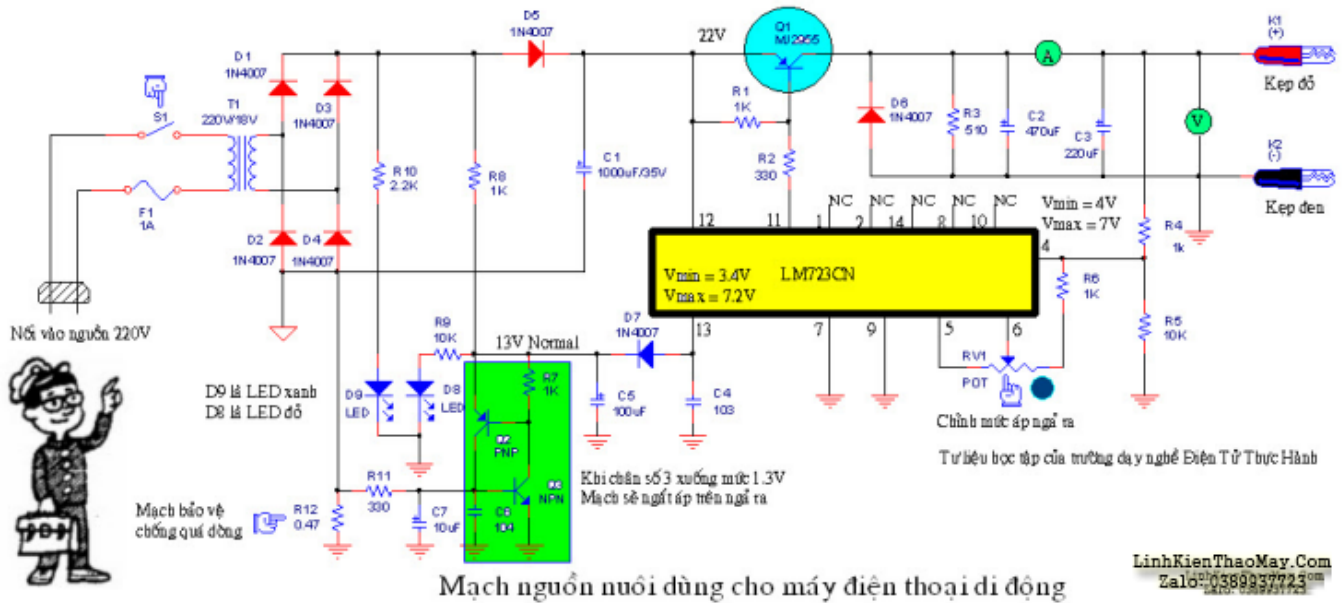 D5
1N4007
22V
Q1
MJ2955
K1
(+)
Kẹp đỏ
D1
1N4007
T1
220V/18V
S1
D3
1N4007
R10
2.2K
R8
1K
C1
1000uF/35V
R1
1K
R2
330
D6
1N4007
R3
510
C2
470uF
C3
220uF
A
V
K2
(-)
Kẹp đen
F1
1A
D2
1N4007
D4
1N4007
12
11
1
NC
2
NC
14
NC
8
NC
10
NC
Vmin = 4V
Vmax = 7V
4
R4
1k
Vmin = 3.4V
Vmax = 7.2V
LM723CN
R6
1K
R5
10K
13
7
9
5
6
Nối vào nguồn 220V
R9
10K
13V Normal
D7
1N4007
RV1
POT
Chỉnh mức áp ngả ra
D9 là LED xanh
D8 là LED đỏ
D9
LED
D8
LED
R7
1K
C5
100uF
C4
103
Q2
PNP
Q3
NPN
Khi chân số 3 xuống mức 1.3V
Mạch sẽ ngắt áp trên ngả ra
Tư liệu học tập của trường dạy nghề Điện Tử Thực Hành
Mạch bảo vệ
chống quá dòng
R12
0.47
R11
330
C7
10uF
C6
104
Mạch nguồn nuôi dùng cho máy điện thoại di động
LinhKienThaoMay.Com
Zalo: 0389937723